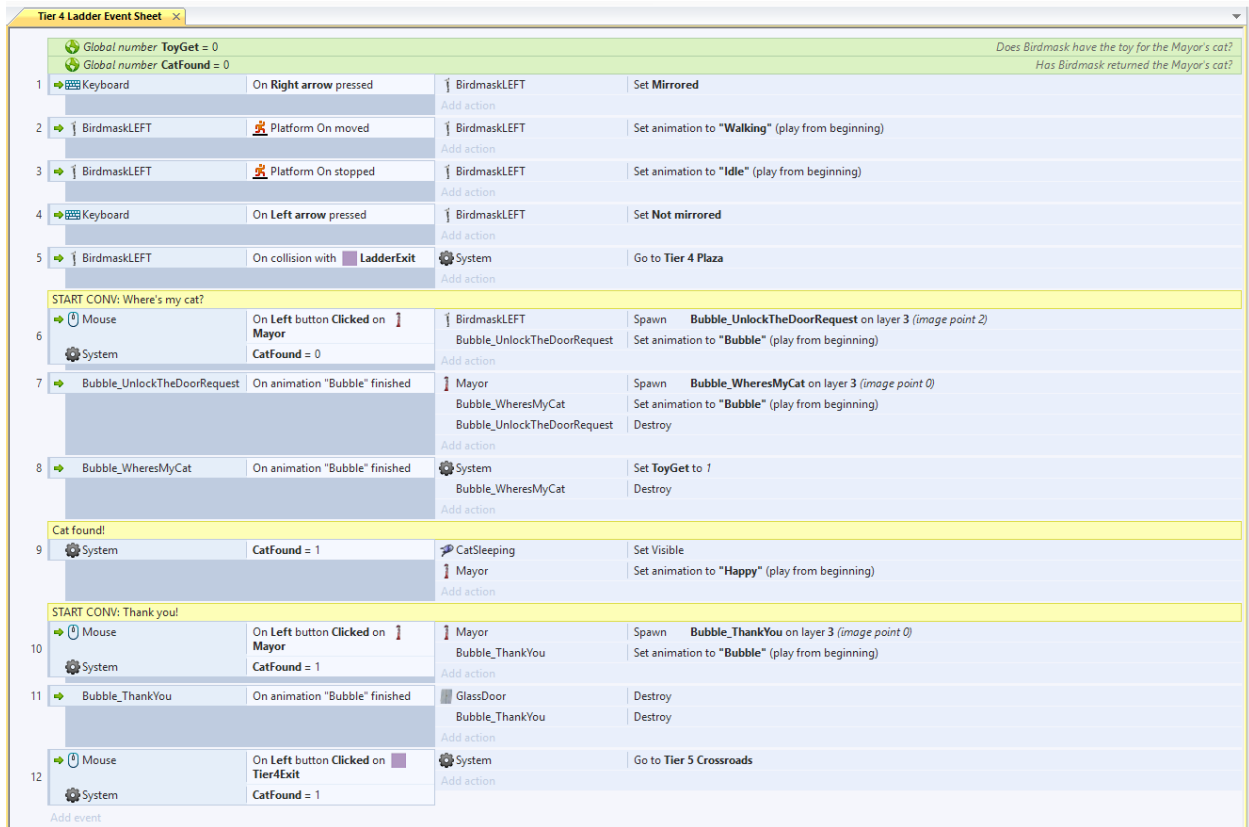 Tier 4 Ladder Event Sheet
Global number ToyGet = 0 Does Birdmask have the toy for the Mayor's cat?
Global number CatFound = 0 Has Birdmask returned the Mayor's cat?
1 Keyboard On Right arrow pressed BirdmaskLEFT Set Mirrored
Add action
2 BirdmaskLEFT Platform On moved BirdmaskLEFT Set animation to "Walking" (play from beginning)
Add action
3 BirdmaskLEFT Platform On stopped BirdmaskLEFT Set animation to "Idle" (play from beginning)
Add action
4 Keyboard On Left arrow pressed BirdmaskLEFT Set Not mirrored
Add action
5 BirdmaskLEFT On collision with LadderExit System Go to Tier 4 Plaza
Add action
START CONV: Where's my cat?
6 Mouse On Left button Clicked on Mayor BirdmaskLEFT Spawn Bubble_UnlockTheDoorRequest on layer 3 (image point 2)
Bubble_UnlockTheDoorRequest Set animation to "Bubble" (play from beginning)
System CatFound = 0
Add action
7 Bubble_UnlockTheDoorRequest On animation "Bubble" finished Mayor Spawn Bubble_WheresMyCat on layer 3 (image point 0)
Bubble_WheresMyCat Set animation to "Bubble" (play from beginning)
Bubble_UnlockTheDoorRequest Destroy
Add action
8 Bubble_WheresMyCat On animation "Bubble" finished System Set ToyGet to 1
Bubble_WheresMyCat Destroy
Add action
Cat found!
9 System CatFound = 1 CatSleeping Set Visible
Mayor Set animation to "Happy" (play from beginning)
Add action
START CONV: Thank you!
10 Mouse On Left button Clicked on Mayor Mayor Spawn Bubble_ThankYou on layer 3 (image point 0)
Bubble_ThankYou Set animation to "Bubble" (play from beginning)
System CatFound = 1
Add action
11 Bubble_ThankYou On animation "Bubble" finished GlassDoor Destroy
Bubble_ThankYou Destroy
Add action
12 Mouse On Left button Clicked on Tier4Exit System Go to Tier 5 Crossroads
Add action
System CatFound = 1
Add event